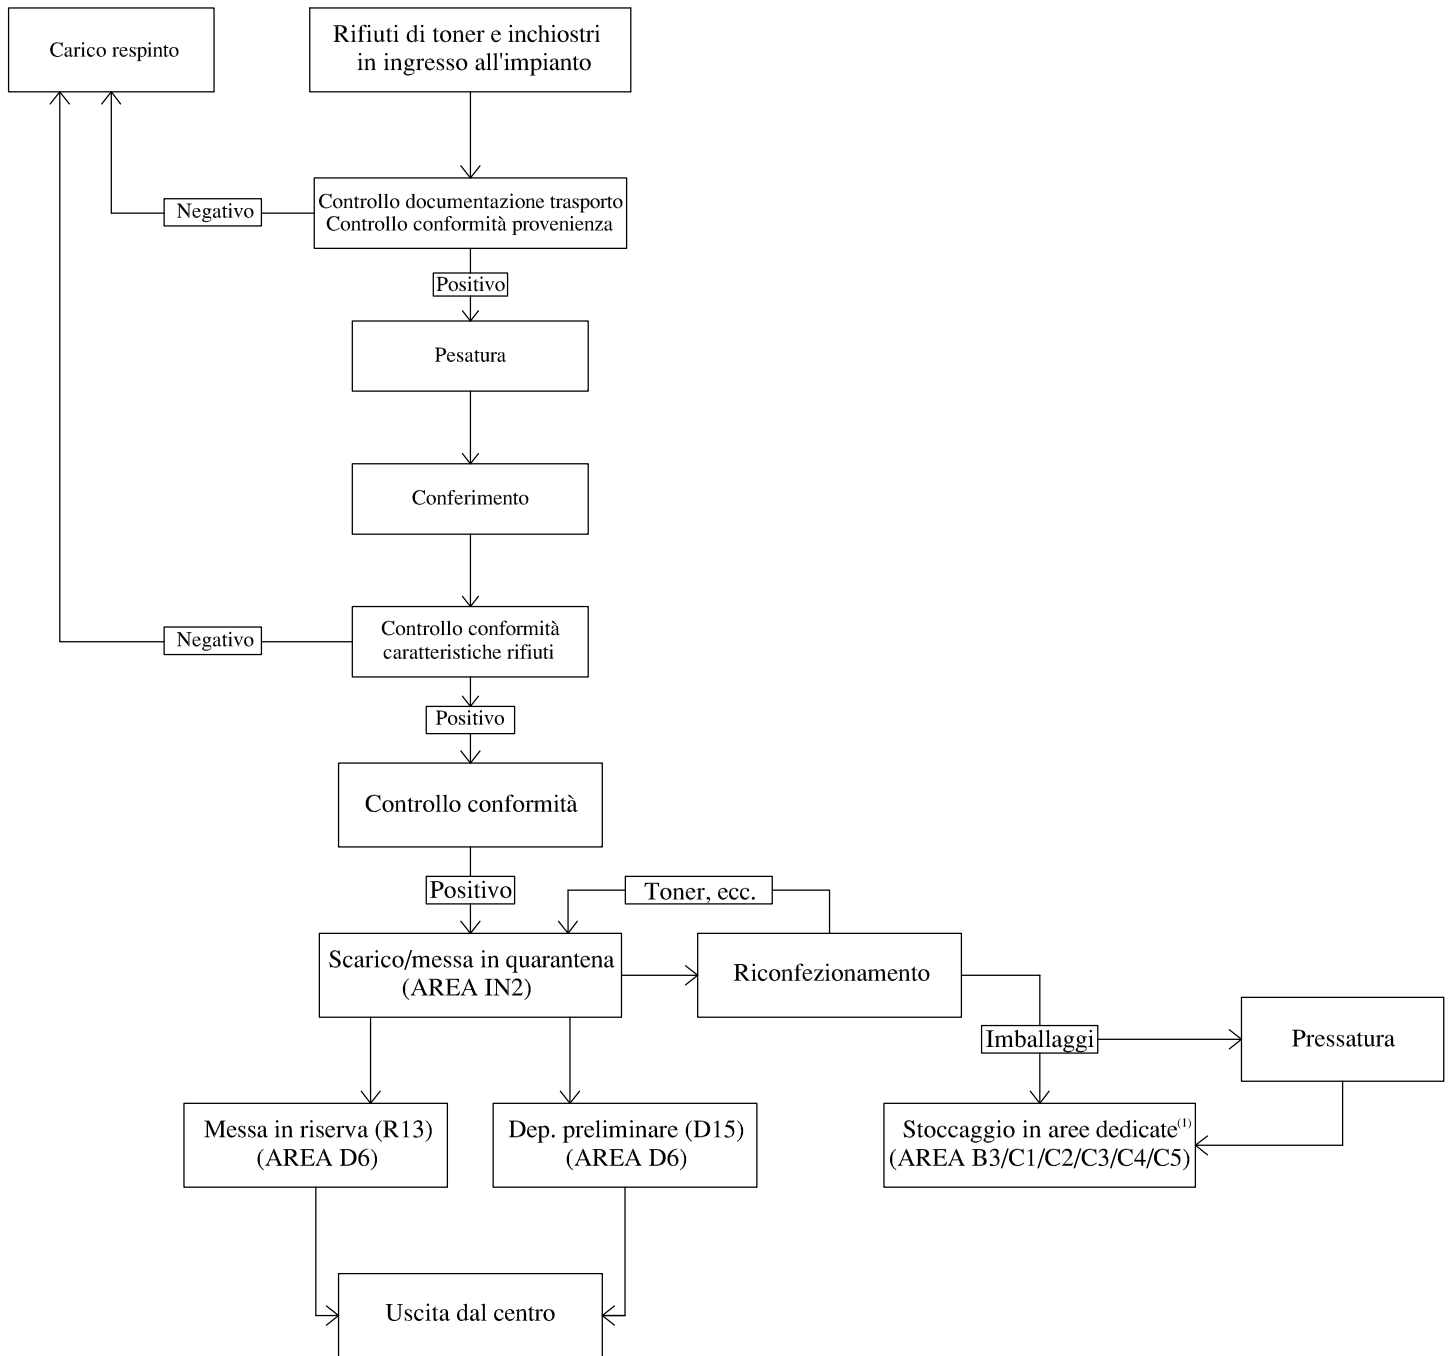 Carico respinto
Rifiuti di toner e inchiostri
in ingresso all'impianto
Controllo documentazione trasporto
Controllo conformità provenienza
Negativo
Positivo
Pesatura
Conferimento
Controllo conformità
caratteristiche rifiuti
Negativo
Positivo
Controllo conformità
Positivo
Toner, ecc.
Scarico/messa in quarantena
(AREA IN2)
Riconfezionamento
Imballaggi
Pressatura
Messa in riserva (R13)
(AREA D6)
Dep. preliminare (D15)
(AREA D6)
Stoccaggio in aree dedicate(1)
(AREA B3/C1/C2/C3/C4/C5)
Uscita dal centro